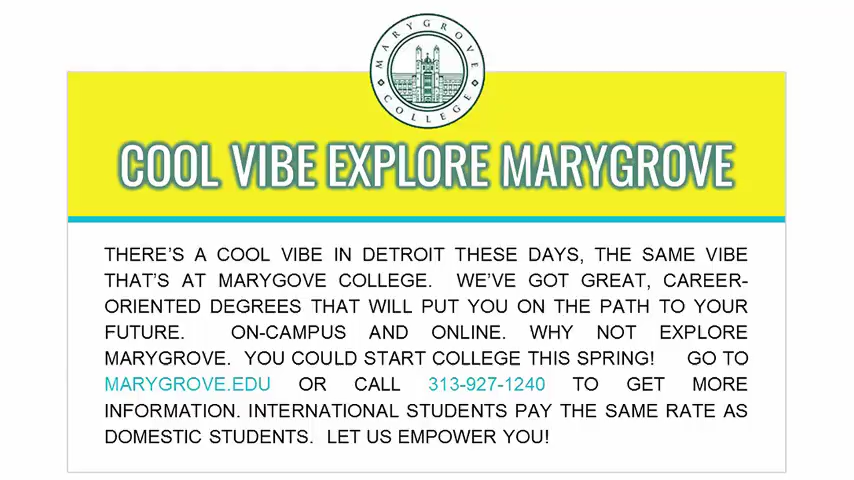 MARYGROVE
COLLEGE
COOL VIBE EXPLORE MARYGROVE
THERE'S A COOL VIBE IN DETROIT THESE DAYS, THE SAME VIBE
THAT'S AT MARYGOVE COLLEGE. WE'VE GOT GREAT, CAREER-
ORIENTED DEGREES THAT WILL PUT YOU ON THE PATH TO YOUR
FUTURE. ON-CAMPUS AND ONLINE. WHY NOT EXPLORE
MARYGROVE. YOU COULD START COLLEGE THIS SPRING! GO TO
MARYGROVE.EDU OR CALL 313-927-1240 TO GET MORE
INFORMATION. INTERNATIONAL STUDENTS PAY THE SAME RATE AS
DOMESTIC STUDENTS. LET US EMPOWER YOU!